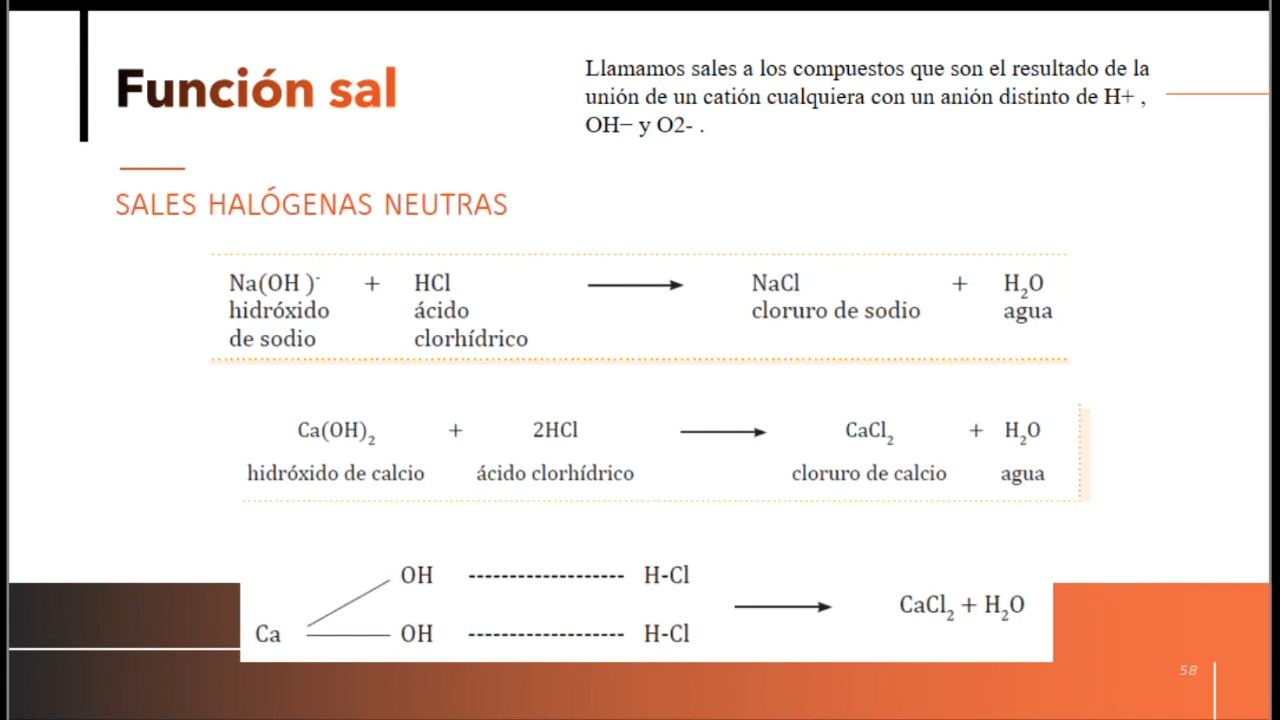 Función sal
Llamamos sales a los compuestos que son el resultado de la
unión de un catión cualquiera con un anión distinto de H+ ,
OH− y O2- .
SALES HALÓGENAS NEUTRAS
Na(OH )⁻ + HCl ⟶ NaCl + H₂O
hidróxido ácido cloruro de sodio agua
de sodio clorhídrico
Ca(OH)₂ + 2HCl ⟶ CaCl₂ + H₂O
hidróxido de calcio ácido clorhídrico cloruro de calcio agua
OH -------------------- H-Cl
CaCl₂ + H₂O
Ca OH -------------------- H-Cl
58